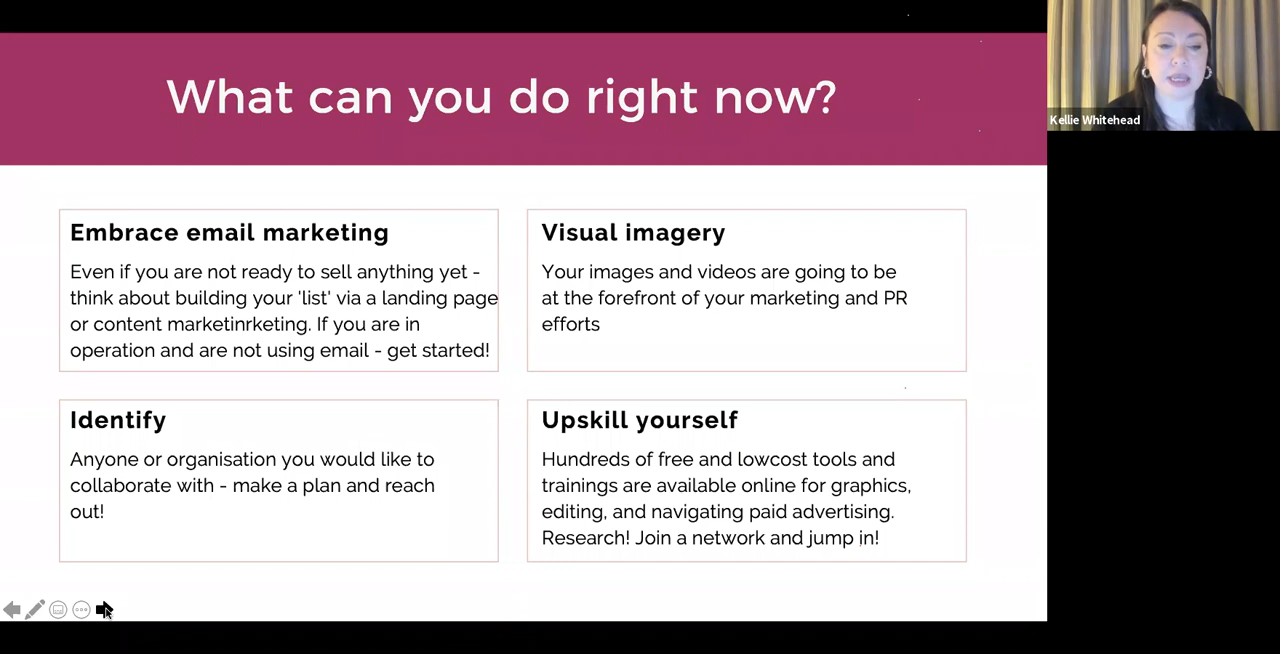 What can you do right now?
Kellie Whitehead
Embrace email marketing
Even if you are not ready to sell anything yet -
think about building your 'list' via a landing page
or content marketinrketing. If you are in
operation and are not using email - get started!
Visual imagery
Your images and videos are going to be
at the forefront of your marketing and PR
efforts
Identify
Anyone or organisation you would like to
collaborate with - make a plan and reach
out!
Upskill yourself
Hundreds of free and lowcost tools and
trainings are available online for graphics,
editing, and navigating paid advertising.
Research! Join a network and jump in!